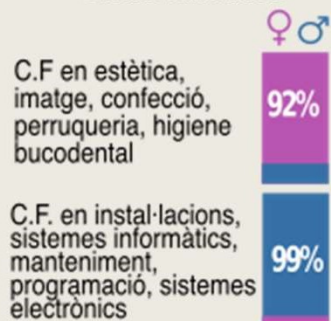 ♀ ♂
C.F en estètica,
imatge, confecció,
perruqueria, higiene
bucodental
92%
C.F. en instal·lacions,
sistemes informàtics,
manteniment,
programació, sistemes
electrònics
99%